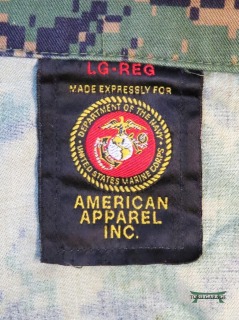 LG-REG
MADE EXPRESSLY FOR
DEPARTMENT OF THE NAVY
UNITED STATES MARINE CORPS
AMERICAN
APPAREL
INC.